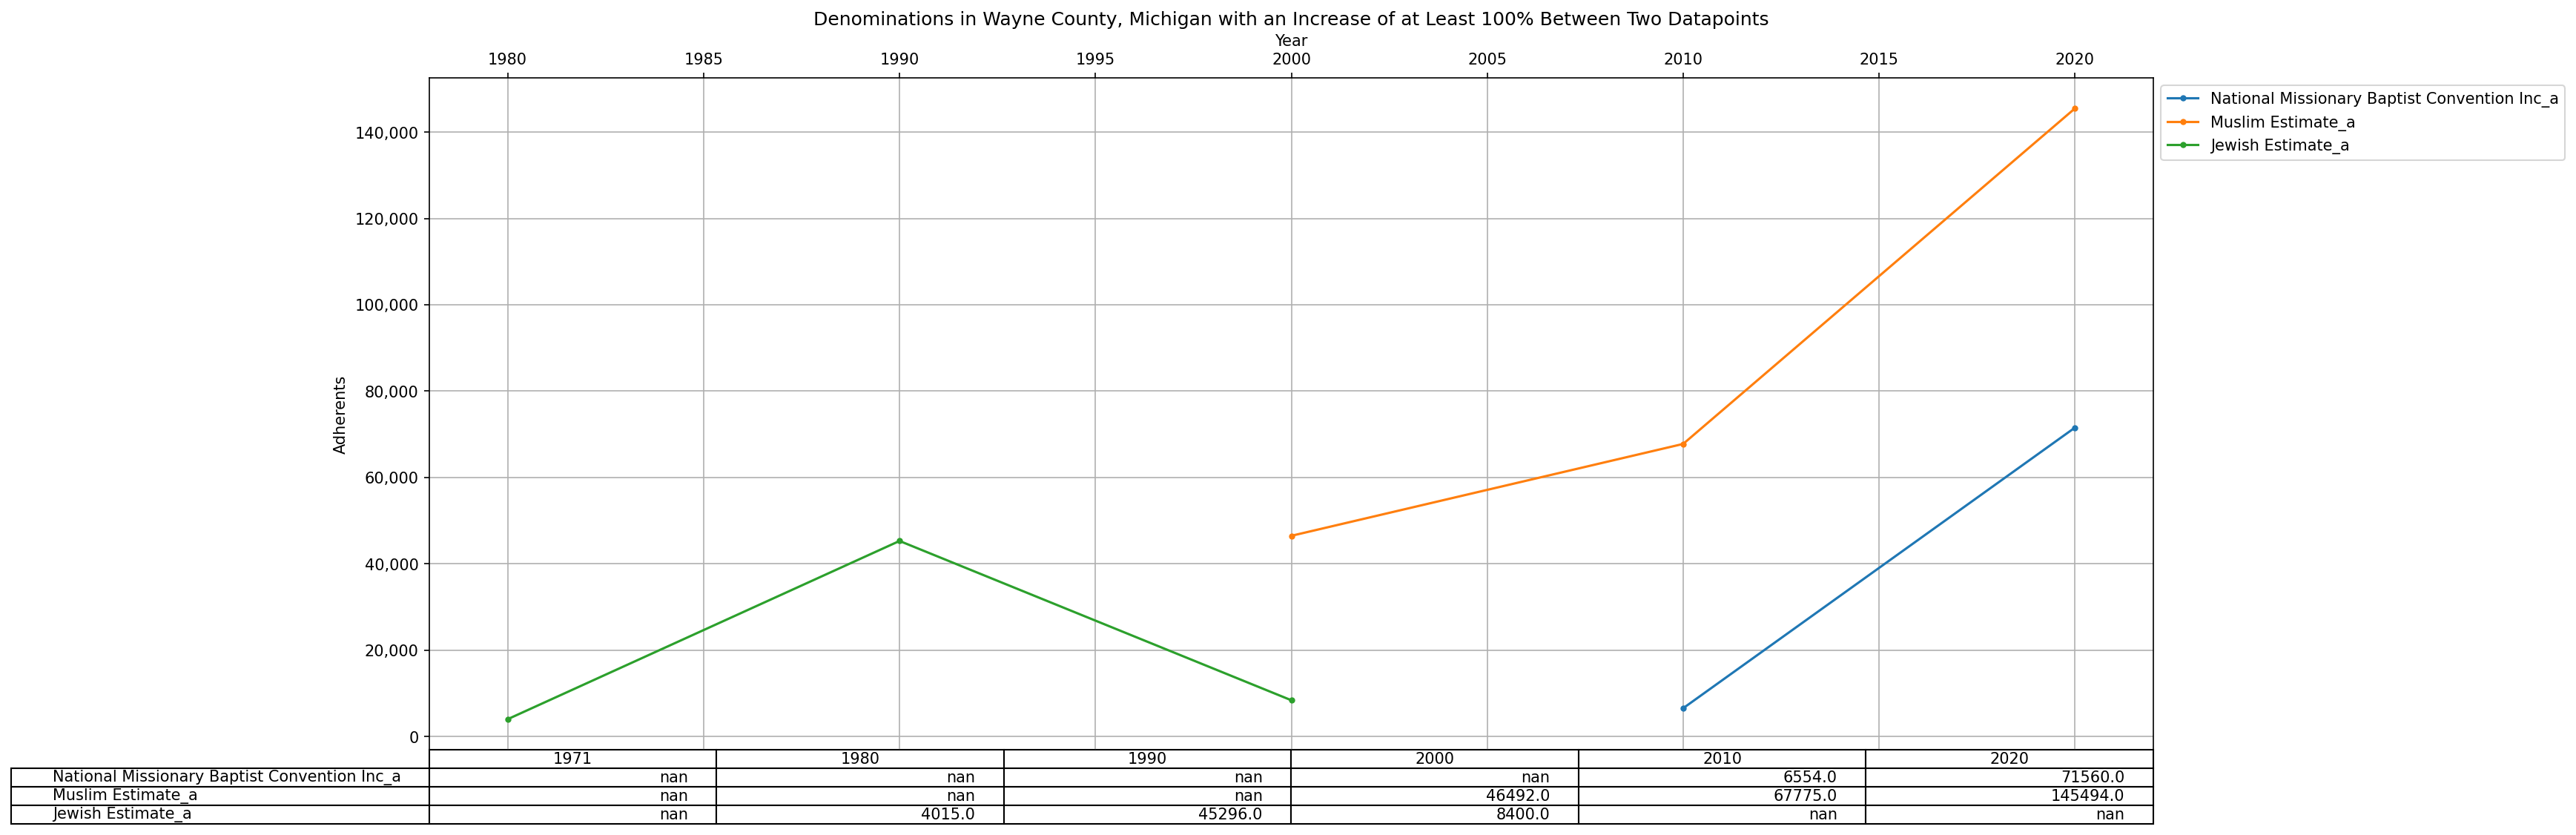 Denominations in Wayne County, Michigan with an Increase of at Least 100% Between Two Datapoints
Year
1980 1985 1990 1995 2000 2005 2010 2015 2020
National Missionary Baptist Convention Inc_a
Muslim Estimate_a
Jewish Estimate_a
140,000
120,000
100,000
80,000
60,000
40,000
20,000
0
Adherents
1971 1980 1990 2000 2010 2020
National Missionary Baptist Convention Inc_a nan nan nan nan 6554.0 71560.0
Muslim Estimate_a nan nan nan 46492.0 67775.0 145494.0
Jewish Estimate_a nan 4015.0 45296.0 8400.0 nan nan